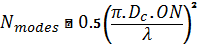 N_modes ⍰ 0.5(π.D_c.ON/λ)²